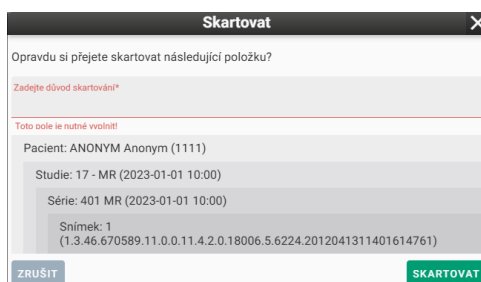 Skartovat
Opravdu si přejete skartovat následující položku?
Zadejte důvod skartování*
Toto pole je nutné vyplnit!
Pacient: ANONYM Anonym (1111)
Studie: 17 - MR (2023-01-01 10:00)
Série: 401 MR (2023-01-01 10:00)
Snímek: 1
(1.3.46.670589.11.0.0.11.4.2.0.18006.5.6224.2012041311401614761)
ZRUŠIT
SKARTOVAT